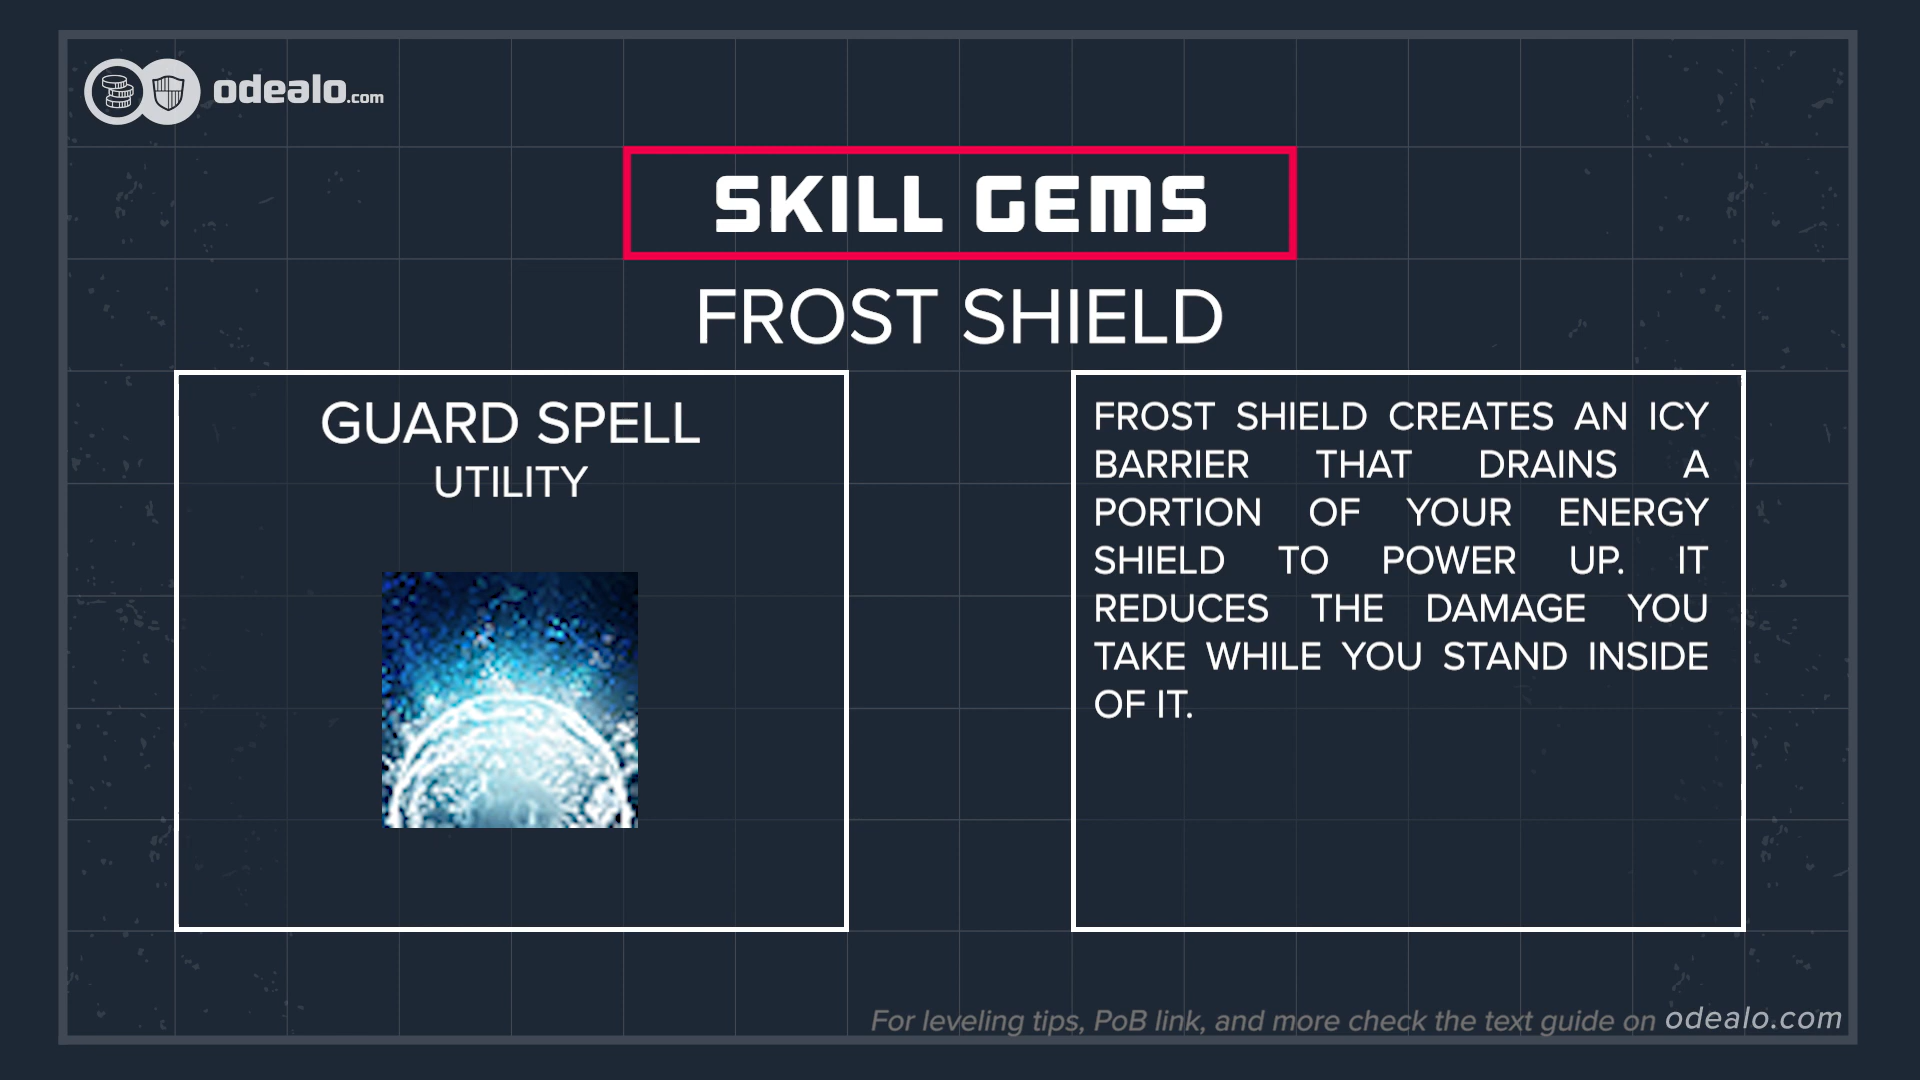 odealo.com
SKILL GEMS
FROST SHIELD
GUARD SPELL
UTILITY
FROST SHIELD CREATES AN ICY
BARRIER THAT DRAINS A
PORTION OF YOUR ENERGY
SHIELD TO POWER UP. IT
REDUCES THE DAMAGE YOU
TAKE WHILE YOU STAND INSIDE
OF IT.
For leveling tips, PoB link, and more check the text guide on odealo.com